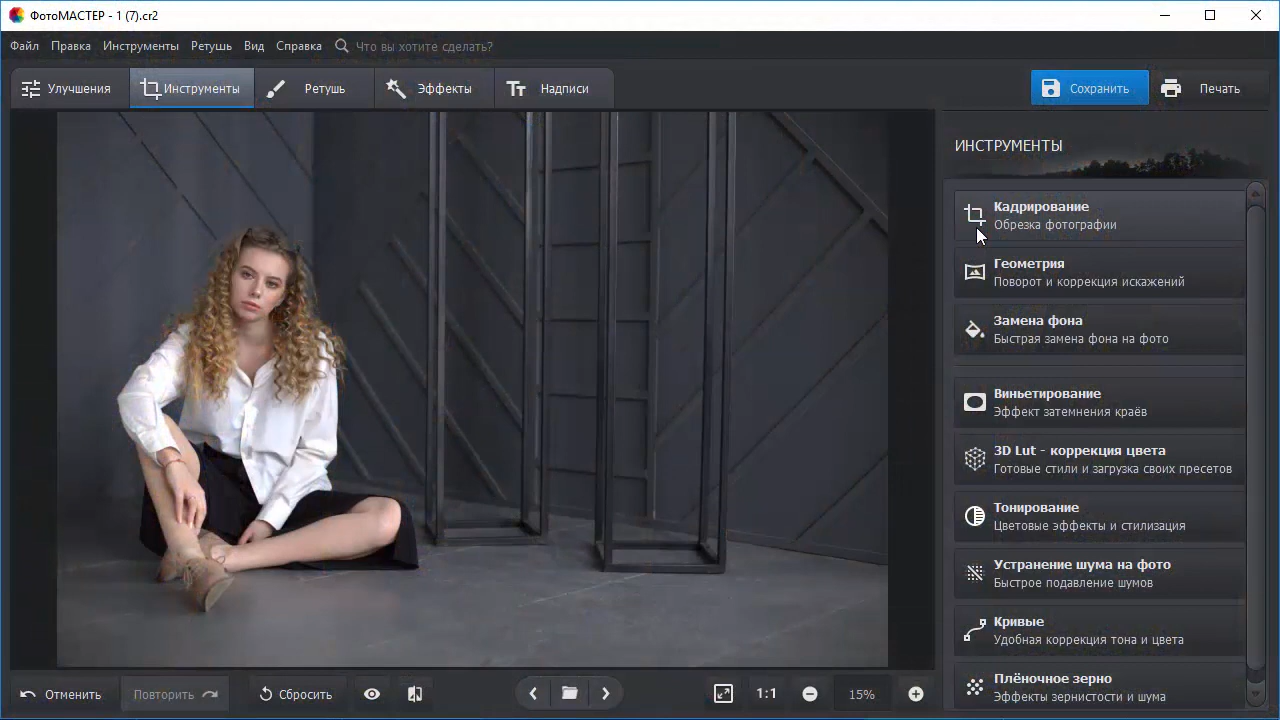 ФотоМАСТЕР - 1 (7).cr2
Файл Правка Инструменты Ретушь Вид Справка Что вы хотите сделать?
Улучшения Инструменты Ретушь Эффекты Надписи Сохранить Печать
ИНСТРУМЕНТЫ
Кадрирование
Обрезка фотографии
Геометрия
Поворот и коррекция искажений
Замена фона
Быстрая замена фона на фото
Виньетирование
Эффект затемнения краёв
3D Lut - коррекция цвета
Готовые стили и загрузка своих пресетов
Тонирование
Цветовые эффекты и стилизация
Устранение шума на фото
Быстрое подавление шумов
Кривые
Удобная коррекция тона и цвета
Плёночное зерно
Эффекты зернистости и шума
Отменить Повторить Сбросить 1:1 15%